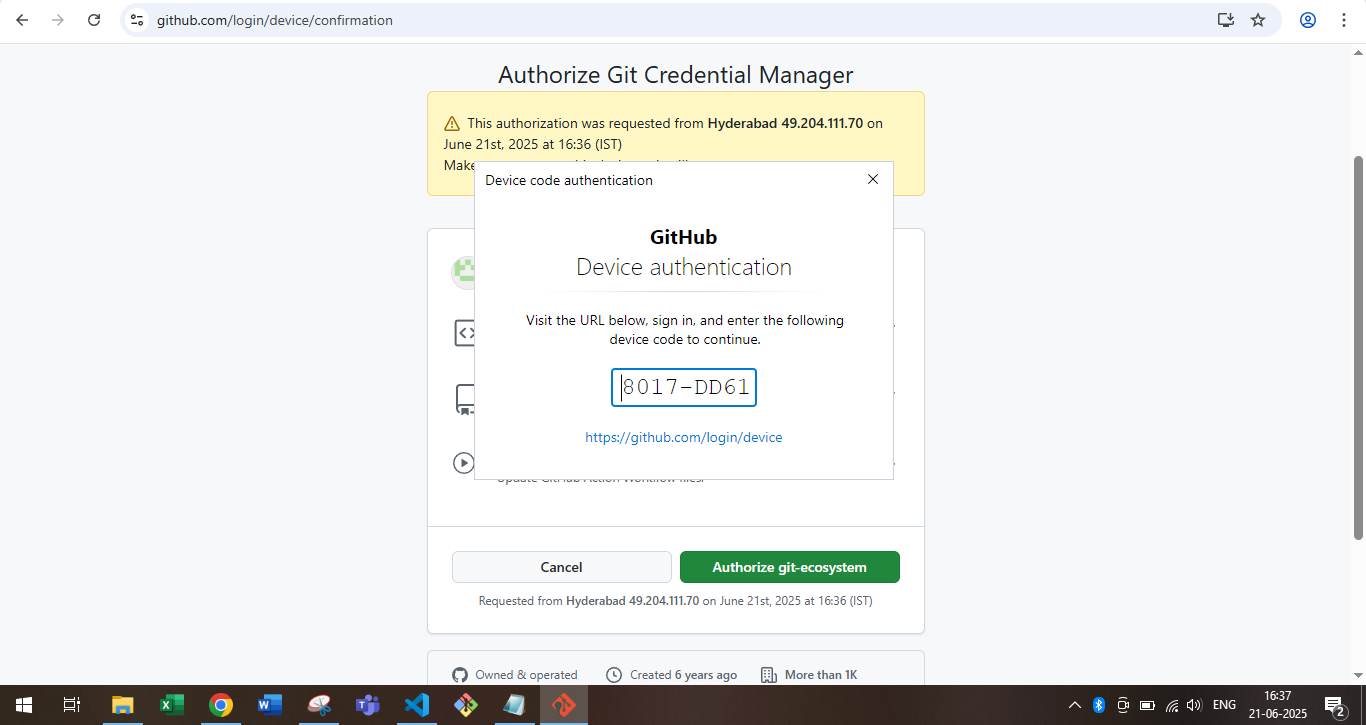 github.com/login/device/confirmation
Authorize Git Credential Manager
This authorization was requested from Hyderabad 49.204.111.70 on
June 21st, 2025 at 16:36 (IST)
Make
Device code authentication
GitHub
Device authentication
Visit the URL below, sign in, and enter the following
device code to continue.
8017-DD61
https://github.com/login/device
Update GitHub Action Workflow files.
Cancel
Authorize git-ecosystem
Requested from Hyderabad 49.204.111.70 on June 21st, 2025 at 16:36 (IST)
Owned & operated
Created 6 years ago
More than 1K
ENG
16:37
21-06-2025
2